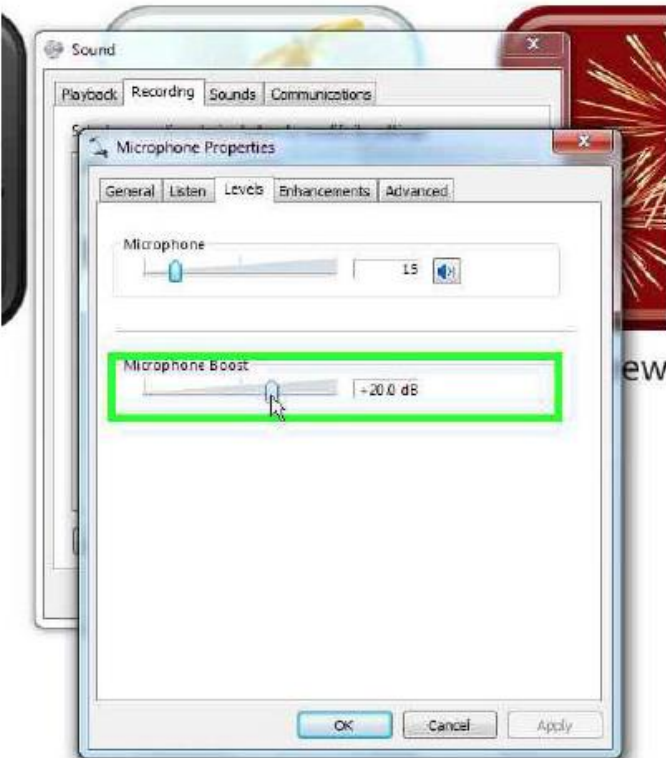 Sound
Playback Recording Sounds Communications
Microphone Properties
General Listen Levels Enhancements Advanced
Microphone
15
Microphone Boost
+20.0 dB
ew
OK Cancel Apply